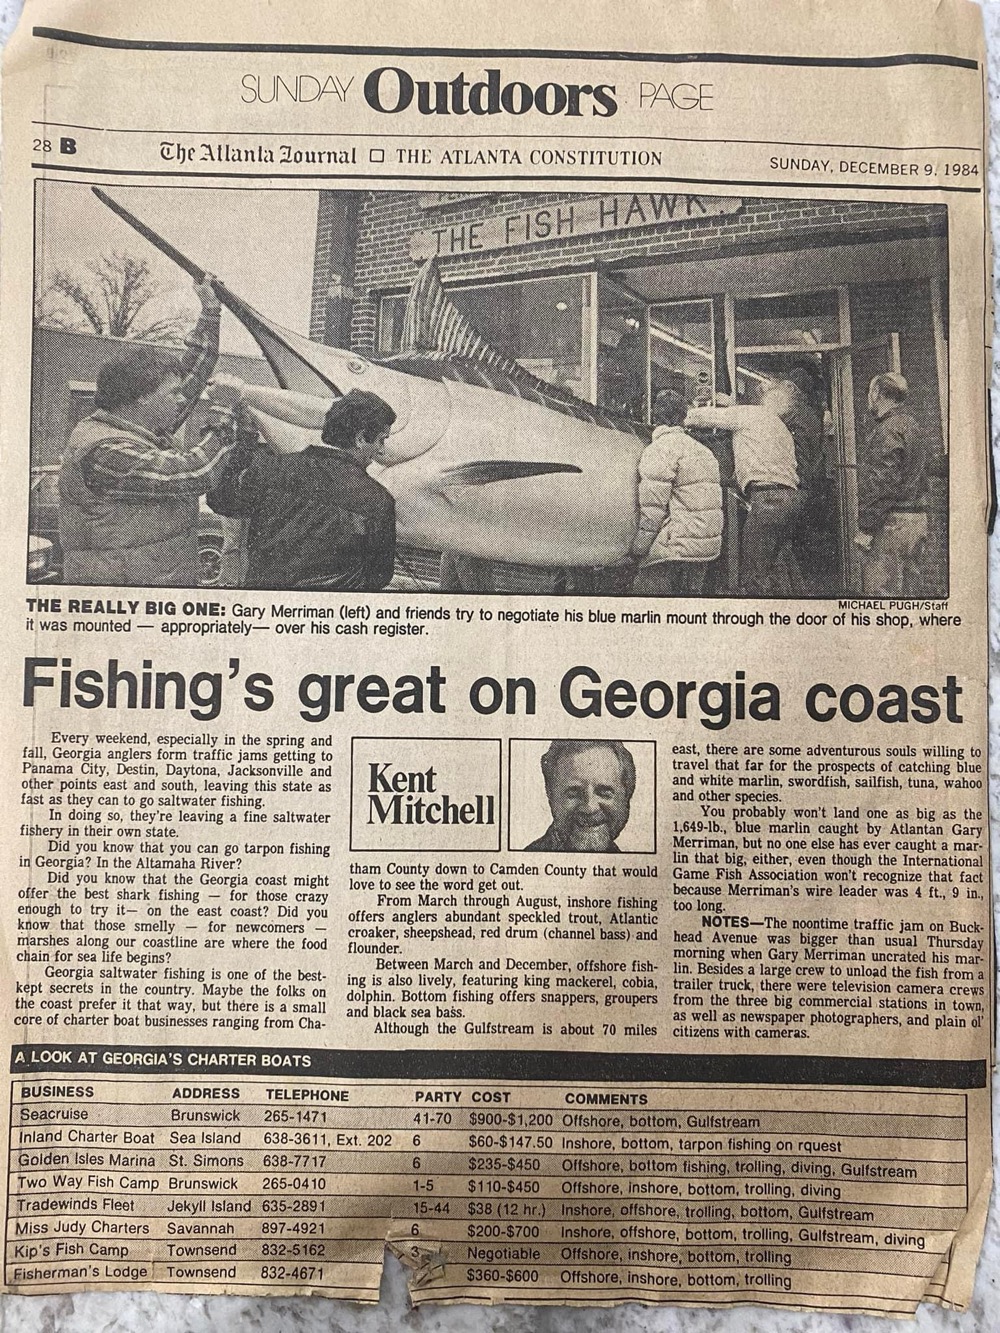 SUNDAY Outdoors PAGE
28 B
The Atlanta Journal □ THE ATLANTA CONSTITUTION
SUNDAY, DECEMBER 9, 1984
THE FISH HAWK
MICHAEL PUGH/Staff
THE REALLY BIG ONE: Gary Merriman (left) and friends try to negotiate his blue marlin mount through the door of his shop, where
it was mounted — appropriately— over his cash register.
Fishing's great on Georgia coast
Every weekend, especially in the spring and
fall, Georgia anglers form traffic jams getting to
Panama City, Destin, Daytona, Jacksonville and
other points east and south, leaving this state as
fast as they can to go saltwater fishing.
In doing so, they're leaving a fine saltwater
fishery in their own state.
Did you know that you can go tarpon fishing
in Georgia? In the Altamaha River?
Did you know that the Georgia coast might
offer the best shark fishing — for those crazy
enough to try it— on the east coast? Did you
know that those smelly — for newcomers —
marshes along our coastline are where the food
chain for sea life begins?
Georgia saltwater fishing is one of the best-
kept secrets in the country. Maybe the folks on
the coast prefer it that way, but there is a small
core of charter boat businesses ranging from Cha-
Kent
Mitchell
tham County down to Camden County that would
love to see the word get out.
From March through August, inshore fishing
offers anglers abundant speckled trout, Atlantic
croaker, sheepshead, red drum (channel bass) and
flounder.
Between March and December, offshore fish-
ing is also lively, featuring king mackerel, cobia,
dolphin. Bottom fishing offers snappers, groupers
and black sea bass.
Although the Gulfstream is about 70 miles
east, there are some adventurous souls willing to
travel that far for the prospects of catching blue
and white marlin, swordfish, sailfish, tuna, wahoo
and other species.
You probably won't land one as big as the
1,649-lb., blue marlin caught by Atlantan Gary
Merriman, but no one else has ever caught a mar-
lin that big, either, even though the International
Game Fish Association won't recognize that fact
because Merriman's wire leader was 4 ft., 9 in.,
too long.
NOTES—The noontime traffic jam on Buck-
head Avenue was bigger than usual Thursday
morning when Gary Merriman uncrated his mar-
lin. Besides a large crew to unload the fish from a
trailer truck, there were television camera crews
from the three big commercial stations in town,
as well as newspaper photographers, and plain ol'
citizens with cameras.
A LOOK AT GEORGIA'S CHARTER BOATS
BUSINESS ADDRESS TELEPHONE PARTY COST COMMENTS
Seacruise Brunswick 265-1471 41-70 $900-$1,200 Offshore, bottom, Gulfstream
Inland Charter Boat Sea Island 638-3611, Ext. 202 6 $60-$147.50 Inshore, bottom, tarpon fishing on rquest
Golden Isles Marina St. Simons 638-7717 6 $235-$450 Offshore, bottom fishing, trolling, diving, Gulfstream
Two Way Fish Camp Brunswick 265-0410 1-5 $110-$450 Offshore, inshore, bottom, trolling, diving
Tradewinds Fleet Jekyll Island 635-2891 15-44 $38 (12 hr.) Inshore, offshore, trolling, bottom, Gulfstream
Miss Judy Charters Savannah 897-4921 6 $200-$700 Inshore, offshore, bottom, trolling, Gulfstream, diving
Kip's Fish Camp Townsend 832-5162 3 Negotiable Offshore, inshore, bottom, trolling
Fisherman's Lodge Townsend 832-4671 $360-$600 Offshore, inshore, bottom, trolling